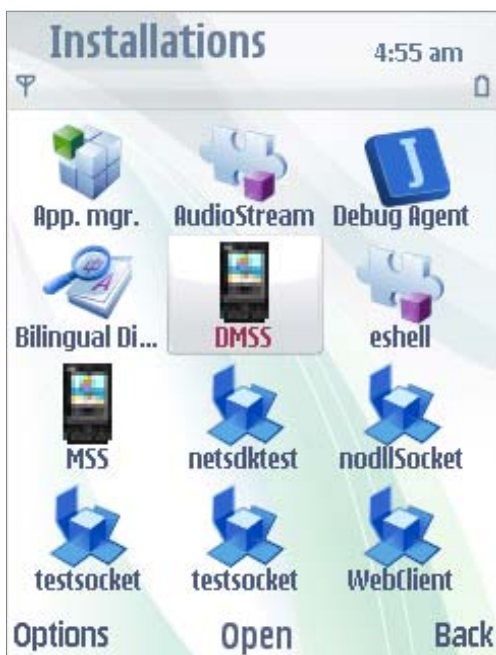 Installations
4:55 am
App. mgr.
AudioStream
Debug Agent
Bilingual Di...
DMSS
eshell
MSS
netsdktest
nodllSocket
testsocket
testsocket
WebClient
Options
Open
Back